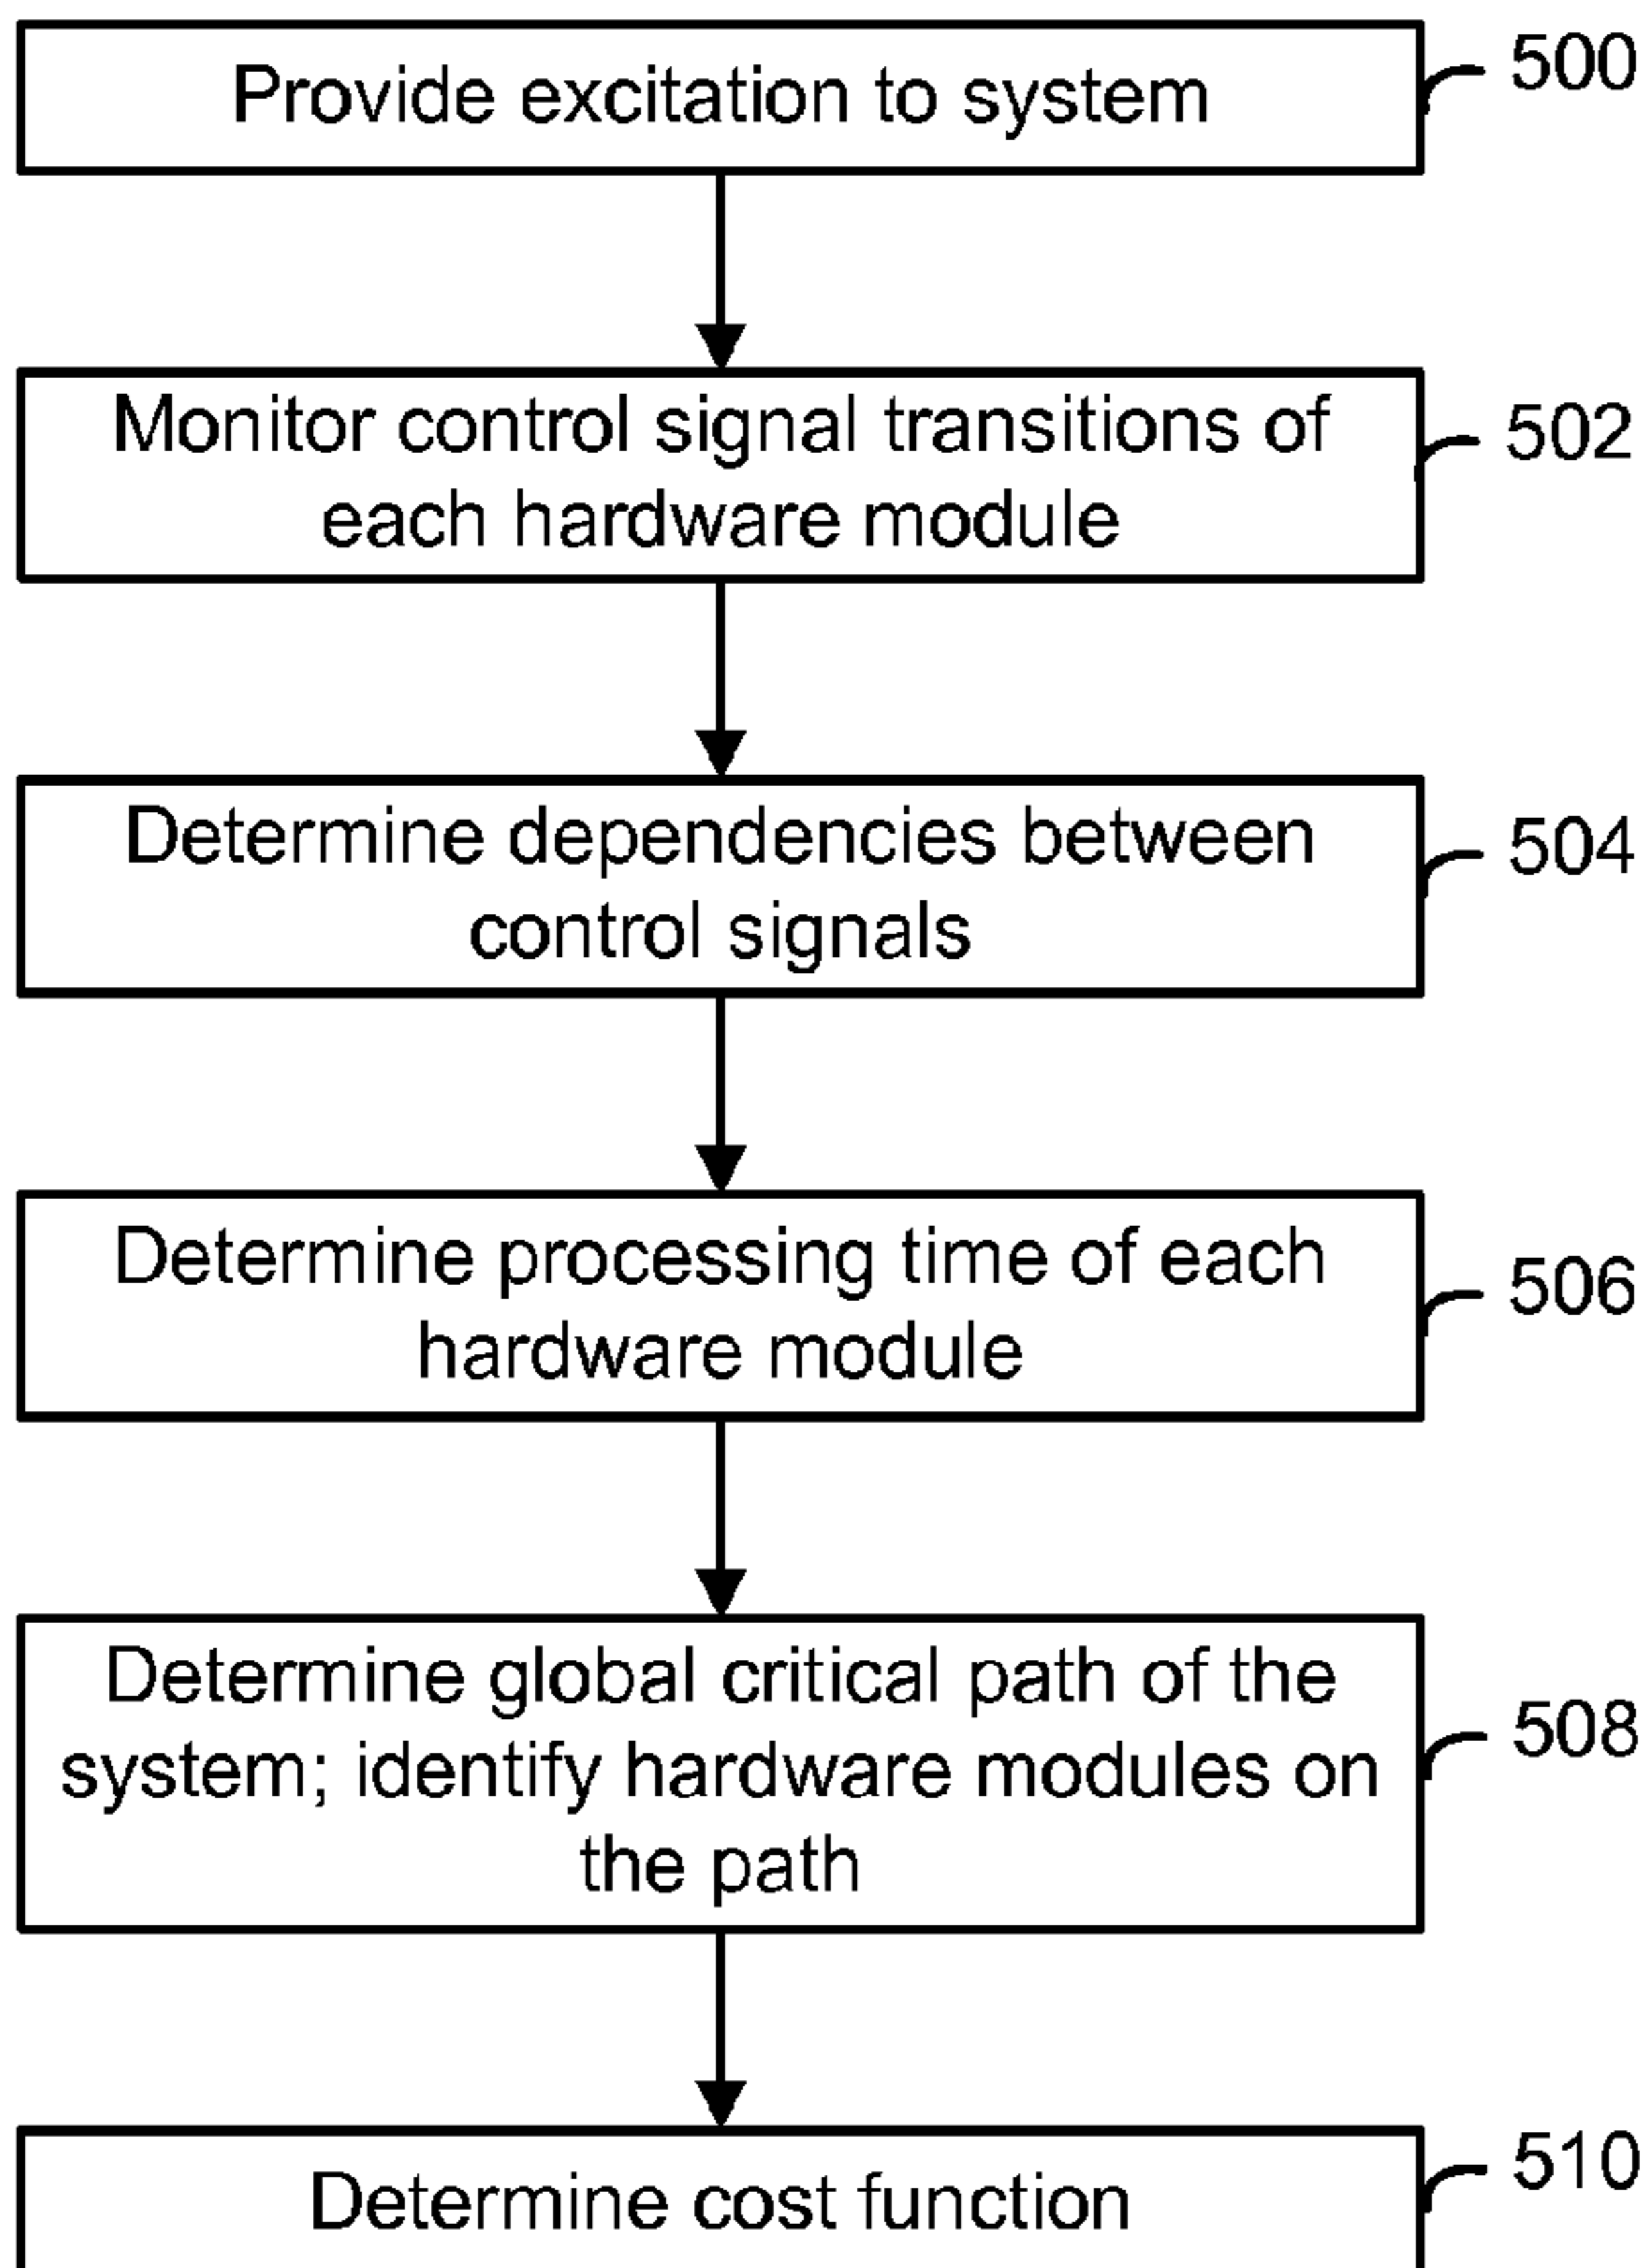 Provide excitation to system
500
Monitor control signal transitions of
each hardware module
502
Determine dependencies between
control signals
504
Determine processing time of each
hardware module
506
Determine global critical path of the
system; identify hardware modules on
the path
508
Determine cost function
510